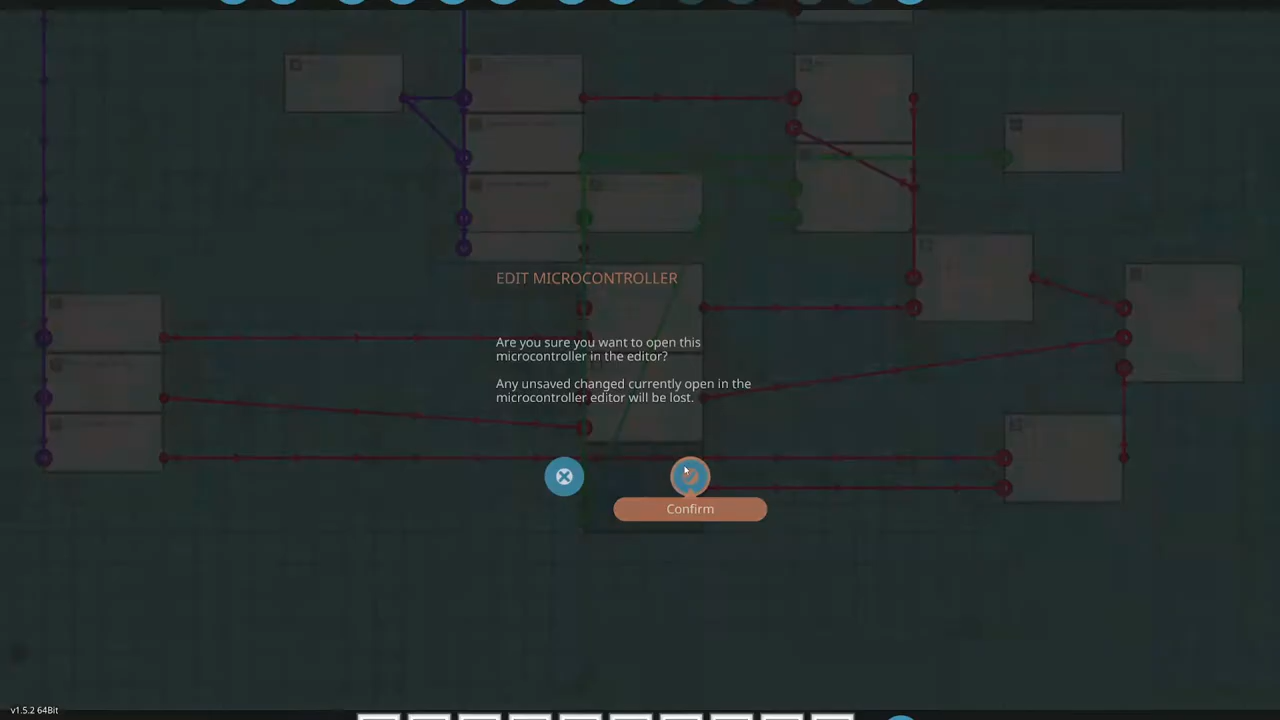 EDIT MICROCONTROLLER
Are you sure you want to open this
microcontroller in the editor?
Any unsaved changed currently open in the
microcontroller editor will be lost.
Confirm
v1.5.2 64Bit